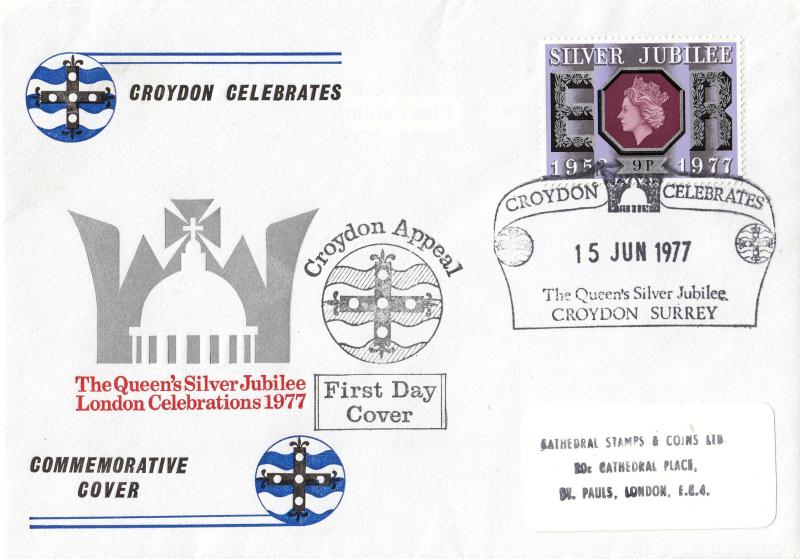 CROYDON CELEBRATES
SILVER JUBILEE
E R
1952 9P 1977
CROYDON CELEBRATES
15 JUN 1977
The Queen's Silver Jubilee
CROYDON SURREY
Croydon Appeal
First Day
Cover
The Queen's Silver Jubilee
London Celebrations 1977
COMMEMORATIVE
COVER
CATHEDRAL STAMPS & COINS LTD
20c CATHEDRAL PLACE,
ST. PAULS, LONDON, E.C.4.